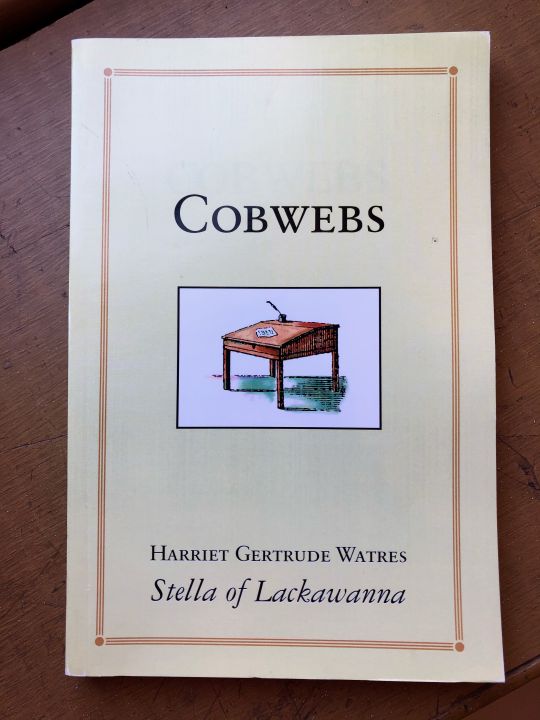 COBWEBS
HARRIET GERTRUDE WATRES
Stella of Lackawanna